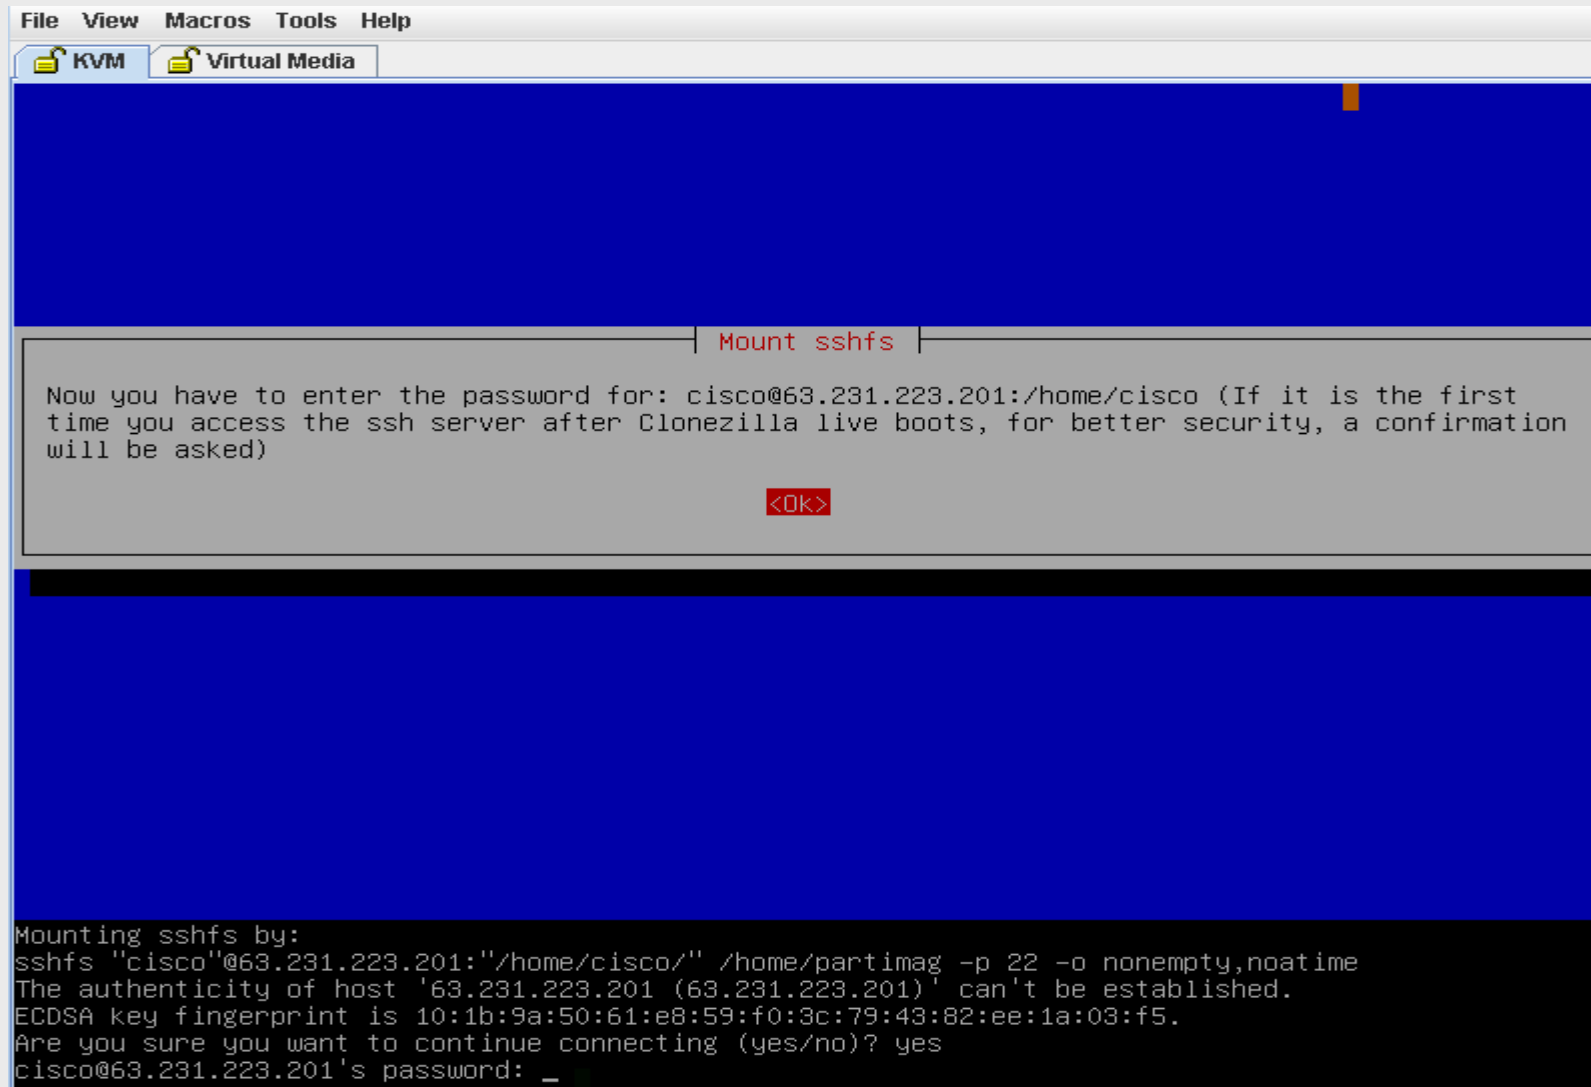 File View Macros Tools Help
KVM Virtual Media
Mount sshfs
Now you have to enter the password for: cisco@63.231.223.201:/home/cisco (If it is the first
time you access the ssh server after Clonezilla live boots, for better security, a confirmation
will be asked)
<Ok>
Mounting sshfs by:
sshfs "cisco"@63.231.223.201:"/home/cisco/" /home/partimag -p 22 -o nonempty,noatime
The authenticity of host '63.231.223.201 (63.231.223.201)' can't be established.
ECDSA key fingerprint is 10:1b:9a:50:61:e8:59:f0:3c:79:43:82:ee:1a:03:f5.
Are you sure you want to continue connecting (yes/no)? yes
cisco@63.231.223.201's password: _